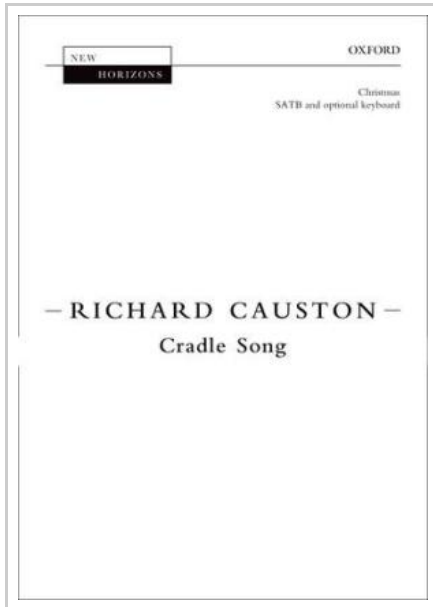 OXFORD
NEW
HORIZONS
Christmas
SATB and optional keyboard
– RICHARD CAUSTON –
Cradle Song